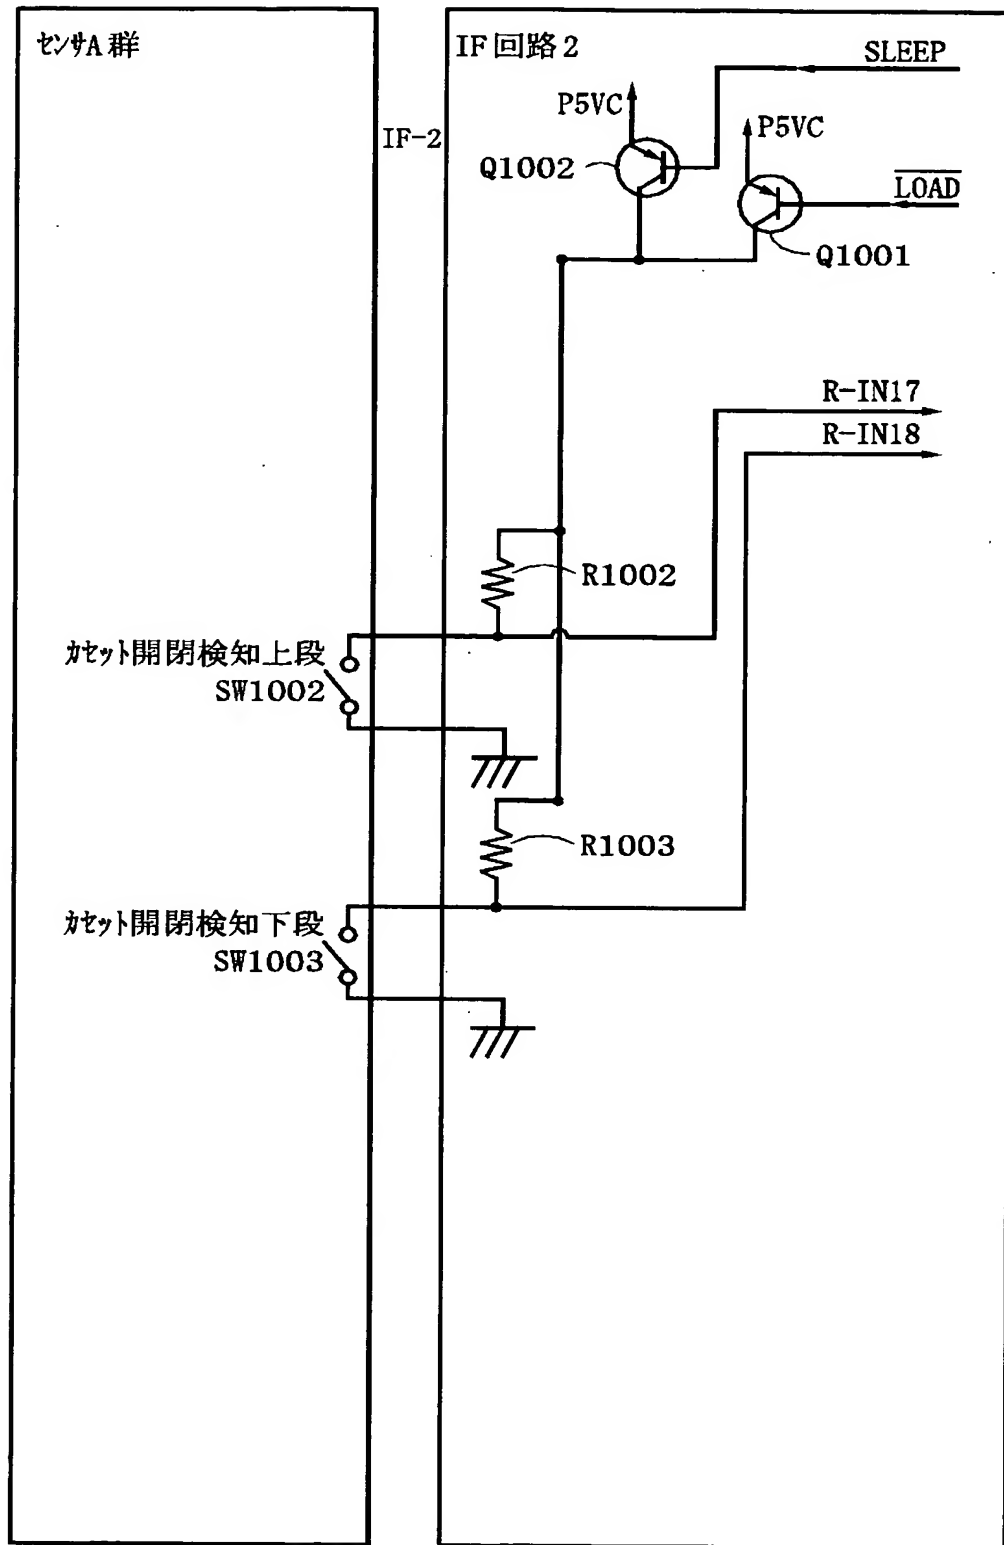 センサA群
IF-2
IF回路2
SLEEP
P5VC
P5VC
Q1002
LOAD
Q1001
R-IN17
R-IN18
R1002
カセット開閉検知上段
SW1002
R1003
カセット開閉検知下段
SW1003